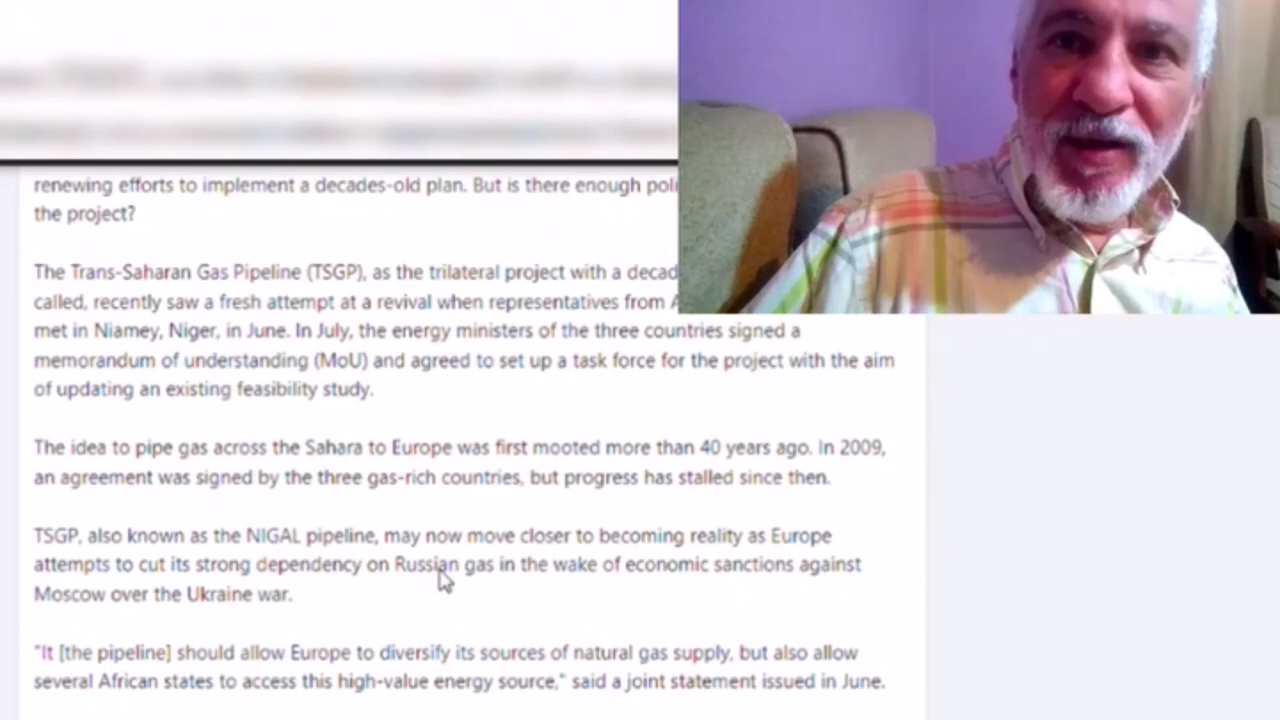 renewing efforts to implement a decades-old plan. But is there enough poli
the project?
The Trans-Saharan Gas Pipeline (TSGP), as the trilateral project with a decad
called, recently saw a fresh attempt at a revival when representatives from A
met in Niamey, Niger, in June. In July, the energy ministers of the three countries signed a
memorandum of understanding (MoU) and agreed to set up a task force for the project with the aim
of updating an existing feasibility study.
The idea to pipe gas across the Sahara to Europe was first mooted more than 40 years ago. In 2009,
an agreement was signed by the three gas-rich countries, but progress has stalled since then.
TSGP, also known as the NIGAL pipeline, may now move closer to becoming reality as Europe
attempts to cut its strong dependency on Russian gas in the wake of economic sanctions against
Moscow over the Ukraine war.
"It [the pipeline] should allow Europe to diversify its sources of natural gas supply, but also allow
several African states to access this high-value energy source," said a joint statement issued in June.